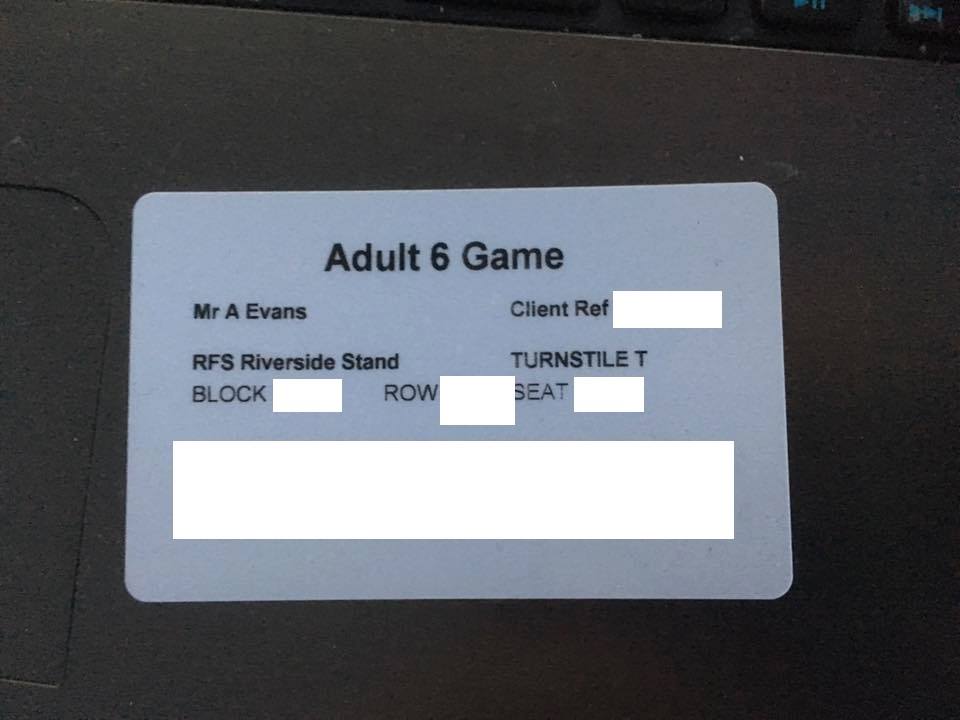 Adult 6 Game
Mr A Evans Client Ref
RFS Riverside Stand TURNSTILE T
BLOCK ROW SEAT